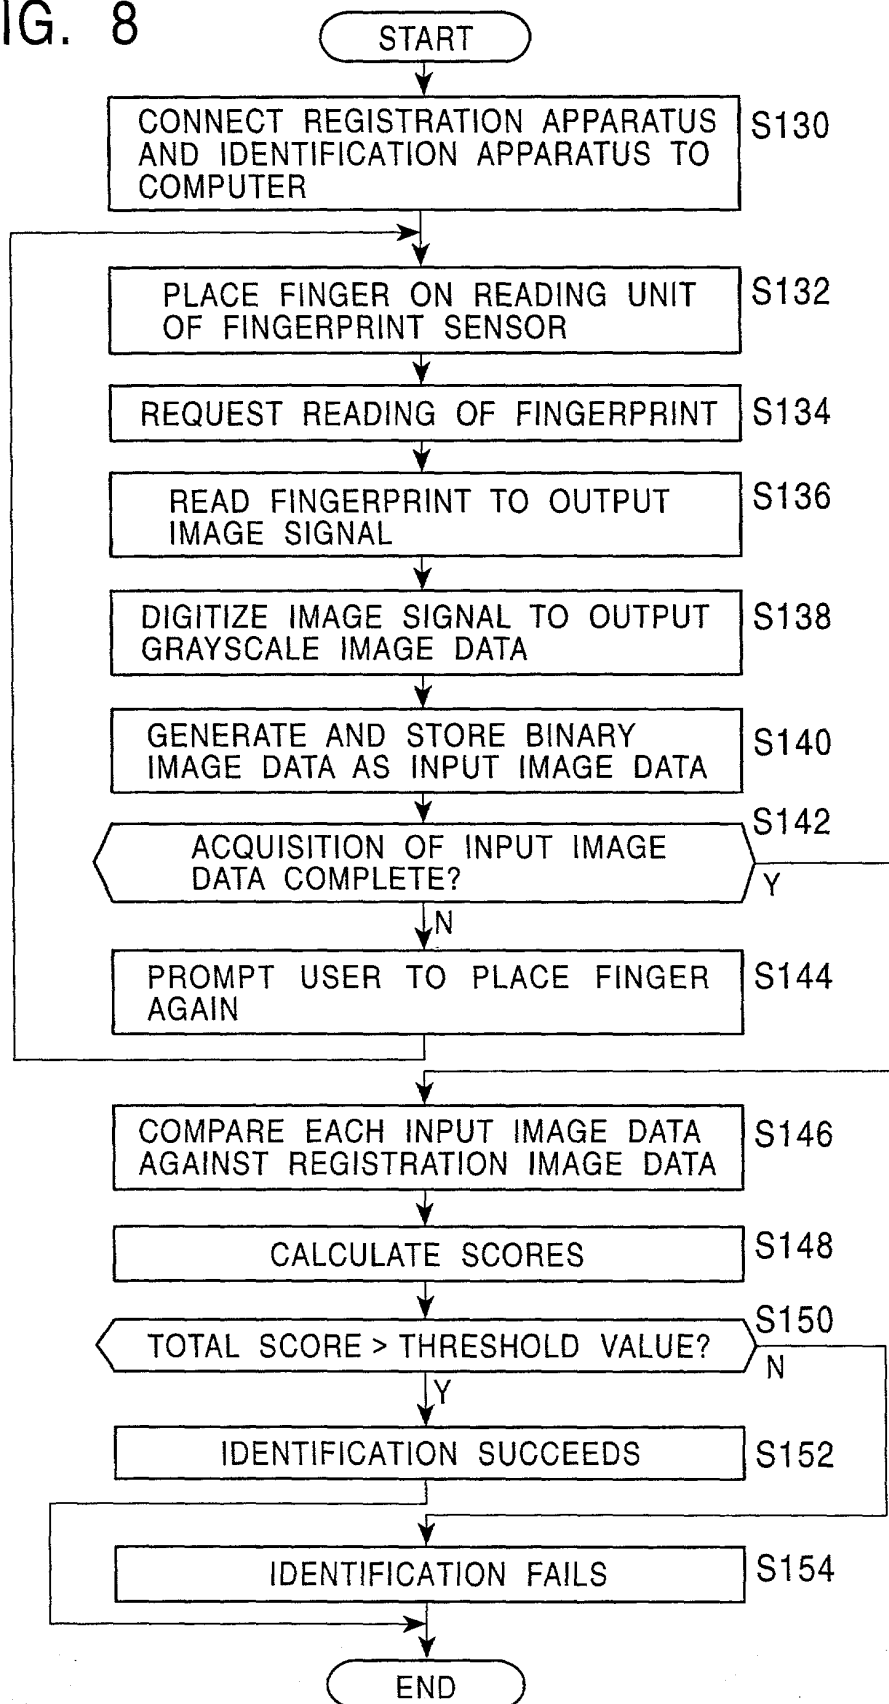 IG. 8
START
CONNECT REGISTRATION APPARATUS
AND IDENTIFICATION APPARATUS TO
COMPUTER
S130
PLACE FINGER ON READING UNIT
OF FINGERPRINT SENSOR
S132
REQUEST READING OF FINGERPRINT
S134
READ FINGERPRINT TO OUTPUT
IMAGE SIGNAL
S136
DIGITIZE IMAGE SIGNAL TO OUTPUT
GRAYSCALE IMAGE DATA
S138
GENERATE AND STORE BINARY
IMAGE DATA AS INPUT IMAGE DATA
S140
ACQUISITION OF INPUT IMAGE
DATA COMPLETE?
S142
Y
N
PROMPT USER TO PLACE FINGER
AGAIN
S144
COMPARE EACH INPUT IMAGE DATA
AGAINST REGISTRATION IMAGE DATA
S146
CALCULATE SCORES
S148
TOTAL SCORE > THRESHOLD VALUE?
S150
N
Y
IDENTIFICATION SUCCEEDS
S152
IDENTIFICATION FAILS
S154
END